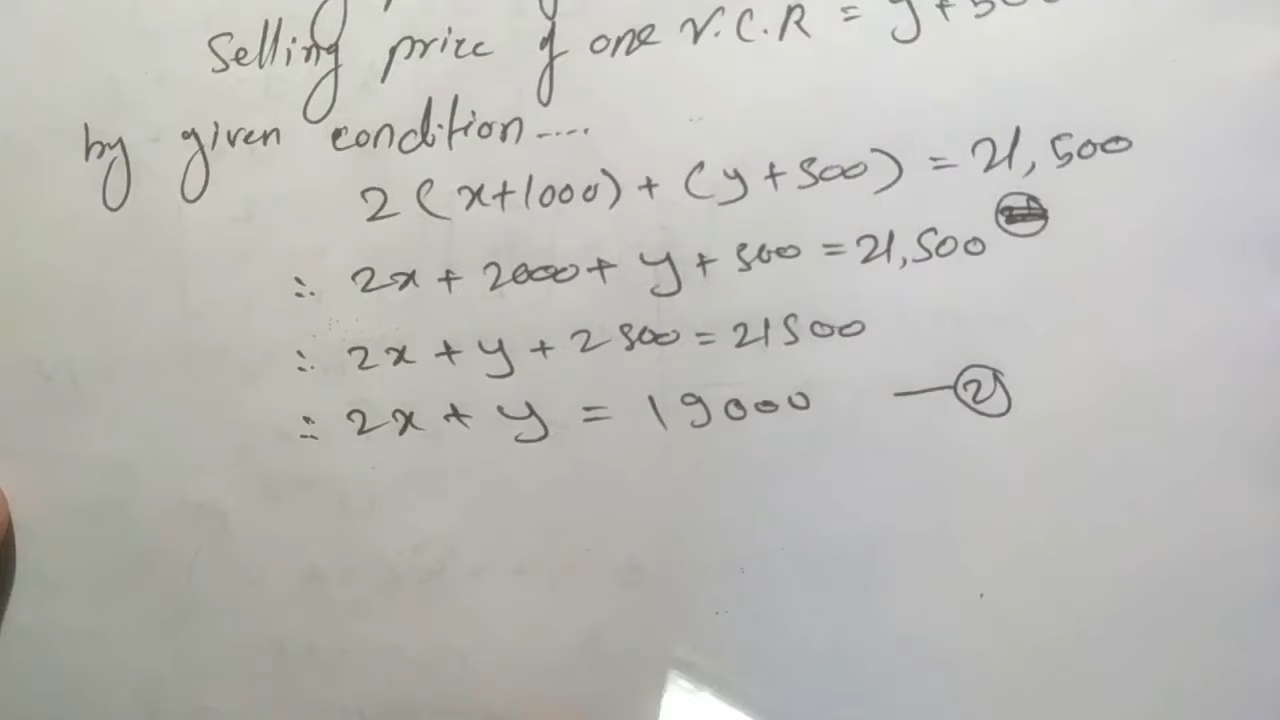 Selling price of one V.C.R = y+500
by given condition....
2(x+1000)+(y+500) = 21,500
∴ 2x + 2000 + y + 500 = 21,500
∴ 2x + y + 2500 = 21500
∴ 2x + y = 19000 —②